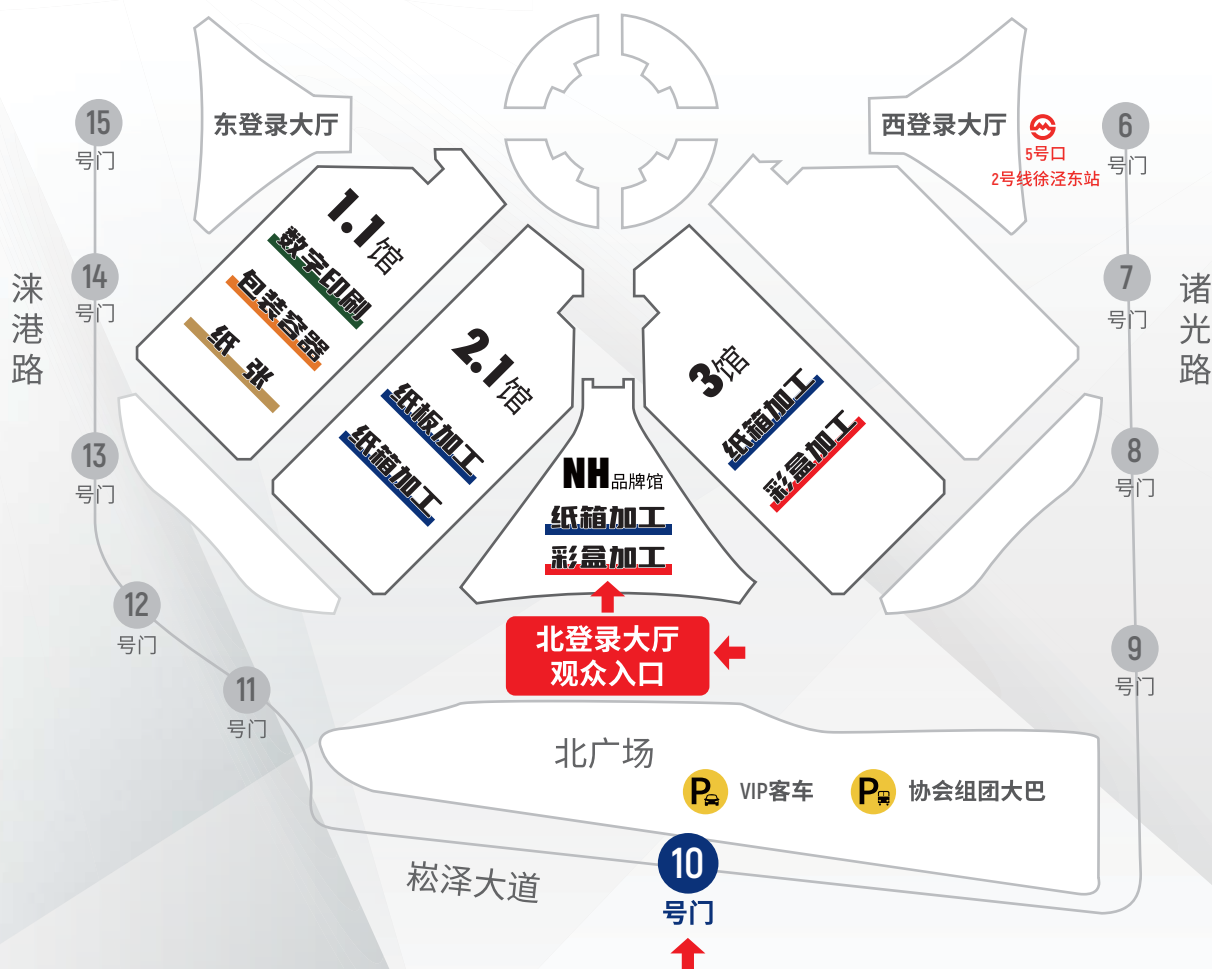 15
号门
东登录大厅
西登录大厅
5号口
2号线徐泾东站
6
号门
1.1馆
数字印刷
包装容器
纸 张
14
号门
涞港路
2.1馆
纸板加工
纸箱加工
3馆
纸箱加工
彩盒加工
7
号门
诸光路
13
号门
NH品牌馆
纸箱加工
彩盒加工
8
号门
12
号门
北登录大厅
观众入口
9
号门
11
号门
北广场
P VIP客车
P 协会组团大巴
崧泽大道
10
号门